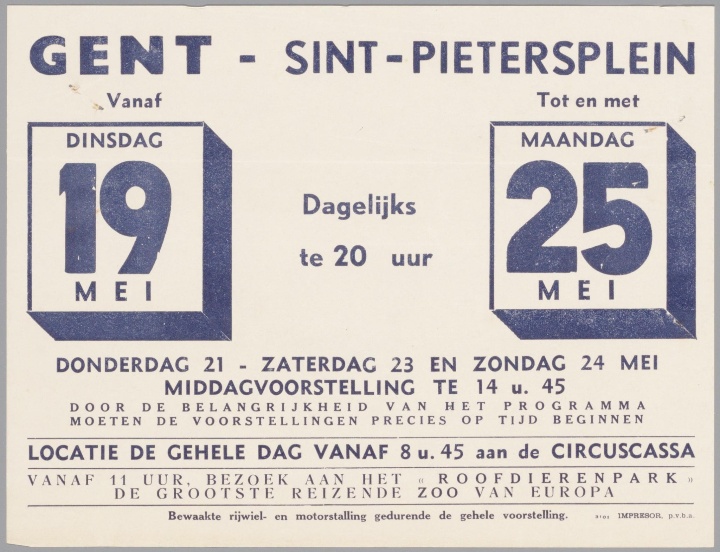 GENT - SINT-PIETERSPLEIN
Vanaf
DINSDAG
19
MEI
Dagelijks
te 20 uur
Tot en met
MAANDAG
25
MEI
DONDERDAG 21 - ZATERDAG 23 EN ZONDAG 24 MEI
MIDDAGVOORSTELLING TE 14 u. 45
DOOR DE BELANGRIJKHEID VAN HET PROGRAMMA
MOETEN DE VOORSTELLINGEN PRECIES OP TIJD BEGINNEN
LOCATIE DE GEHELE DAG VANAF 8 u. 45 aan de CIRCUSCASSA
VANAF 11 UUR, BEZOEK AAN HET « ROOFDIERENPARK »
DE GROOTSTE REIZENDE ZOO VAN EUROPA
Bewaakte rijwiel- en motorstalling gedurende de gehele voorstelling.
IMPRESOR, p.v.b.a.